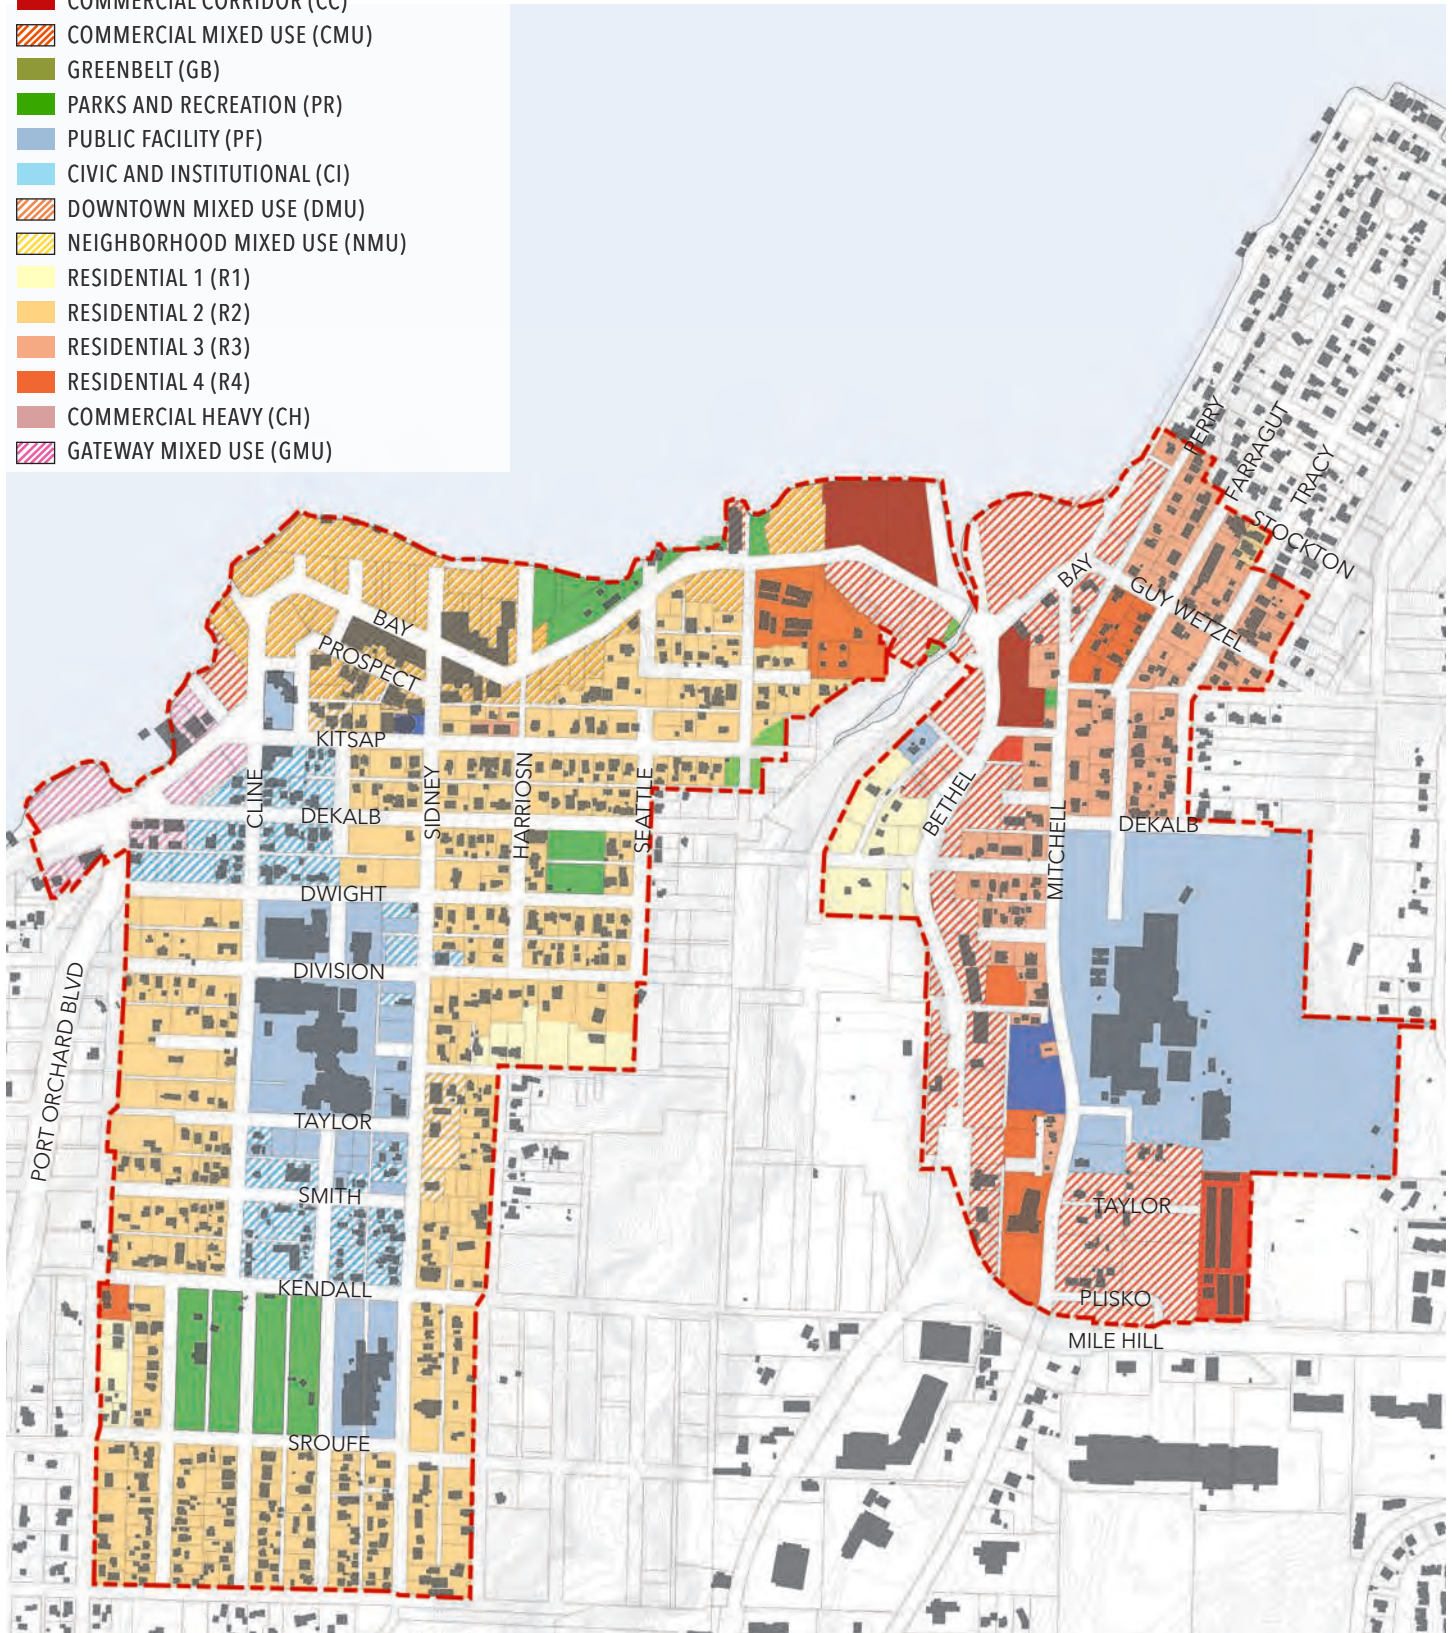 COMMERCIAL CORRIDOR (CC)
COMMERCIAL MIXED USE (CMU)
GREENBELT (GB)
PARKS AND RECREATION (PR)
PUBLIC FACILITY (PF)
CIVIC AND INSTITUTIONAL (CI)
DOWNTOWN MIXED USE (DMU)
NEIGHBORHOOD MIXED USE (NMU)
RESIDENTIAL 1 (R1)
RESIDENTIAL 2 (R2)
RESIDENTIAL 3 (R3)
RESIDENTIAL 4 (R4)
COMMERCIAL HEAVY (CH)
GATEWAY MIXED USE (GMU)
PERRY
FARRAGUT
TRACY
STOCKTON
BAY
GUY WETZEL
BAY
PROSPECT
KITSAP
CLINE
SIDNEY
HARRIOSN
SEATTLE
DEKALB
BETHEL
MITCHELL
DEKALB
DWIGHT
DIVISION
PORT ORCHARD BLVD
TAYLOR
SMITH
TAYLOR
KENDALL
PLISKO
MILE HILL
SROUFE